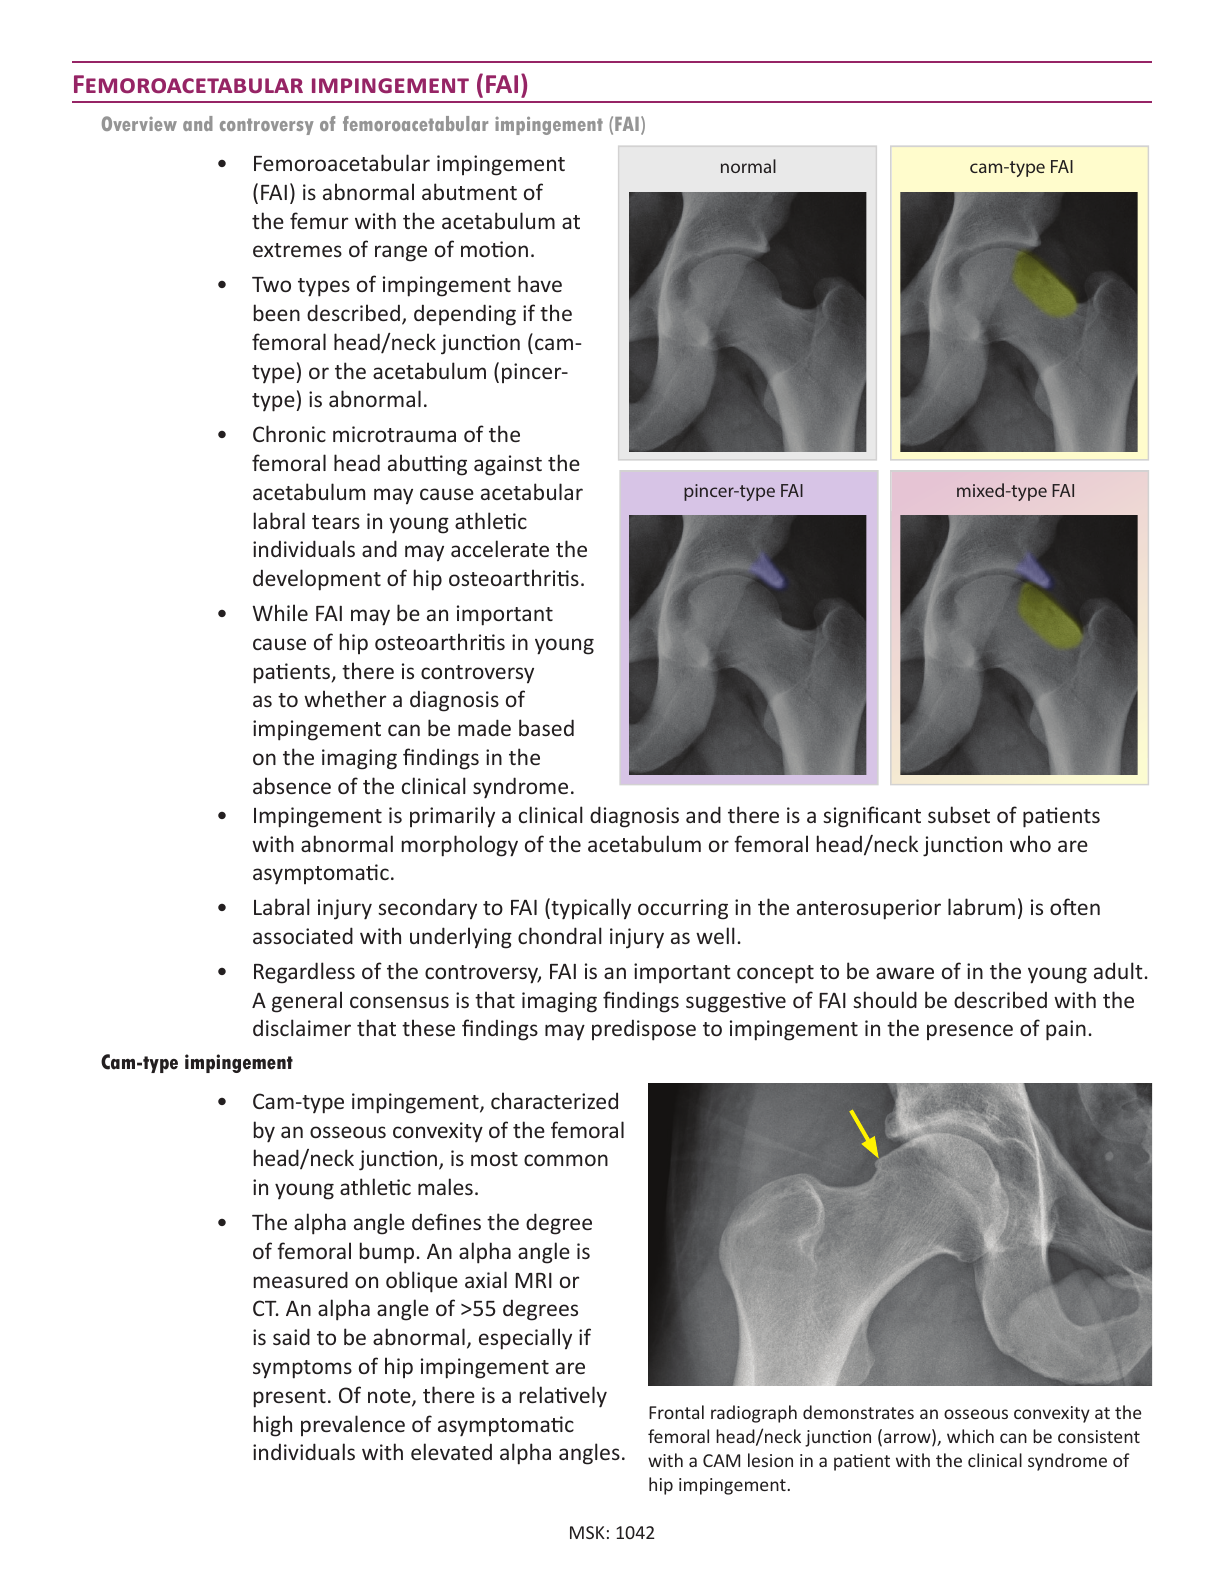 Femoroacetabular impingement (FAI)
Overview and controversy of femoroacetabular impingement (FAI)
• Femoroacetabular impingement
(FAI) is abnormal abutment of
the femur with the acetabulum at
extremes of range of motion.
• Two types of impingement have
been described, depending if the
femoral head/neck junction (cam-
type) or the acetabulum (pincer-
type) is abnormal.
• Chronic microtrauma of the
femoral head abutting against the
acetabulum may cause acetabular
labral tears in young athletic
individuals and may accelerate the
development of hip osteoarthritis.
• While FAI may be an important
cause of hip osteoarthritis in young
patients, there is controversy
as to whether a diagnosis of
impingement can be made based
on the imaging findings in the
absence of the clinical syndrome.
normal
cam-type FAI
pincer-type FAI
mixed-type FAI
• Impingement is primarily a clinical diagnosis and there is a significant subset of patients
with abnormal morphology of the acetabulum or femoral head/neck junction who are
asymptomatic.
• Labral injury secondary to FAI (typically occurring in the anterosuperior labrum) is often
associated with underlying chondral injury as well.
• Regardless of the controversy, FAI is an important concept to be aware of in the young adult.
A general consensus is that imaging findings suggestive of FAI should be described with the
disclaimer that these findings may predispose to impingement in the presence of pain.
Cam-type impingement
• Cam-type impingement, characterized
by an osseous convexity of the femoral
head/neck junction, is most common
in young athletic males.
• The alpha angle defines the degree
of femoral bump. An alpha angle is
measured on oblique axial MRI or
CT. An alpha angle of >55 degrees
is said to be abnormal, especially if
symptoms of hip impingement are
present. Of note, there is a relatively
high prevalence of asymptomatic
individuals with elevated alpha angles.
Frontal radiograph demonstrates an osseous convexity at the
femoral head/neck junction (arrow), which can be consistent
with a CAM lesion in a patient with the clinical syndrome of
hip impingement.
MSK: 1042